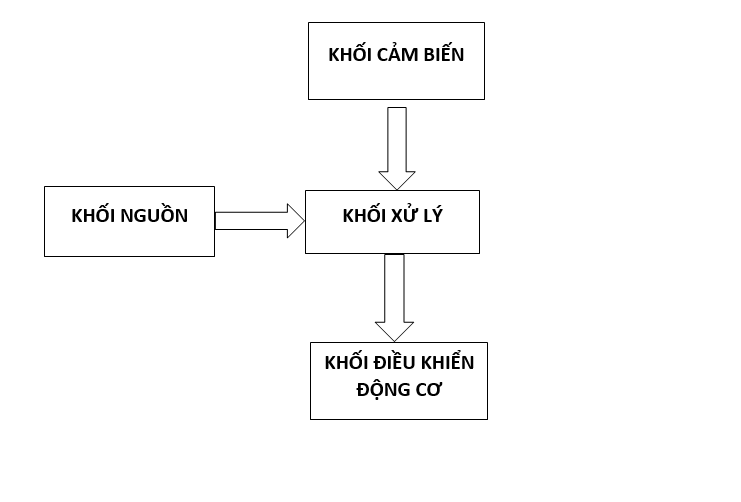 KHỐI CẢM BIẾN
KHỐI NGUỒN
KHỐI XỬ LÝ
KHỐI ĐIỀU KHIỂN
ĐỘNG CƠ